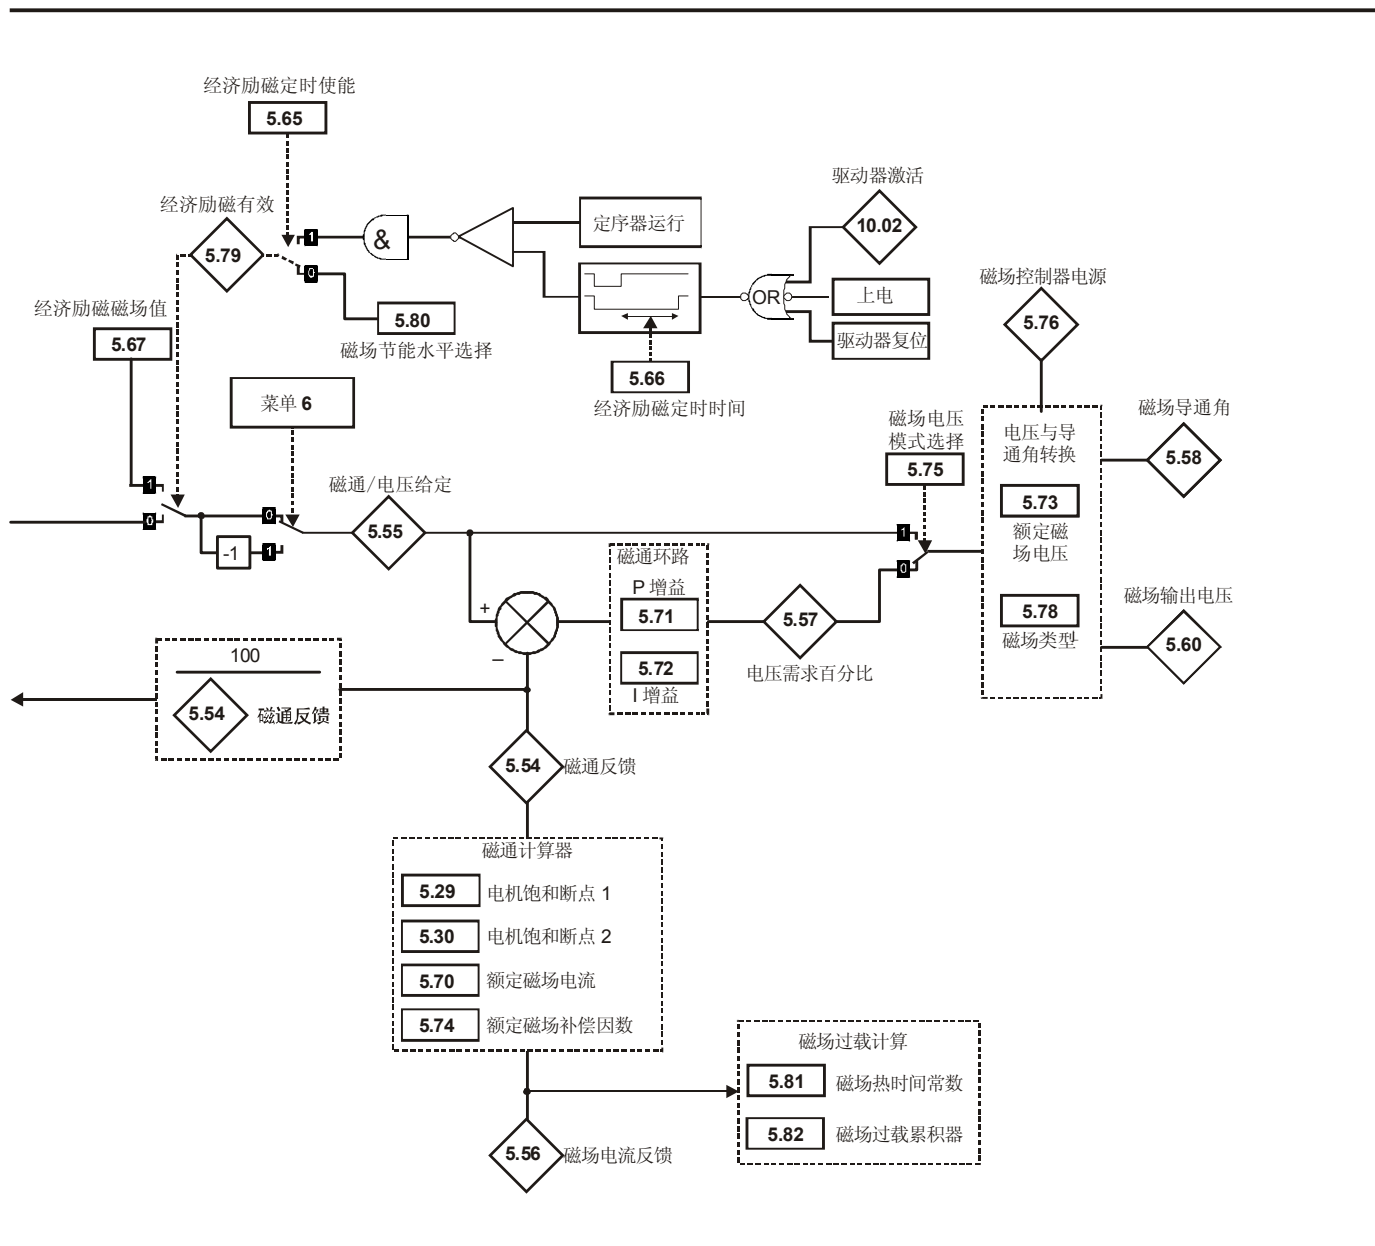 经济励磁定时使能
5.65
驱动器激活
10.02
经济励磁有效
5.79
1
&
定序器运行
0
OR
上电
磁场控制器电源
5.76
经济励磁磁场值
5.67
5.80
磁场节能水平选择
驱动器复位
5.66
经济励磁定时时间
菜单 6
磁场电压
模式选择
5.75
电压与导
通角转换
5.73
额定磁
场电压
5.78
磁场类型
磁场导通角
5.58
磁场输出电压
5.60
1
0
-1
0
1
磁通/电压给定
5.55
1
0
+
–
磁通环路
P 增益
5.71
5.72
I 增益
5.57
电压需求百分比
100
5.54
磁通反馈
5.54
磁通反馈
磁通计算器
5.29
电机饱和断点 1
5.30
电机饱和断点 2
5.70
额定磁场电流
5.74
额定磁场补偿因数
磁场过载计算
5.81
磁场热时间常数
5.82
磁场过载累积器
5.56
磁场电流反馈